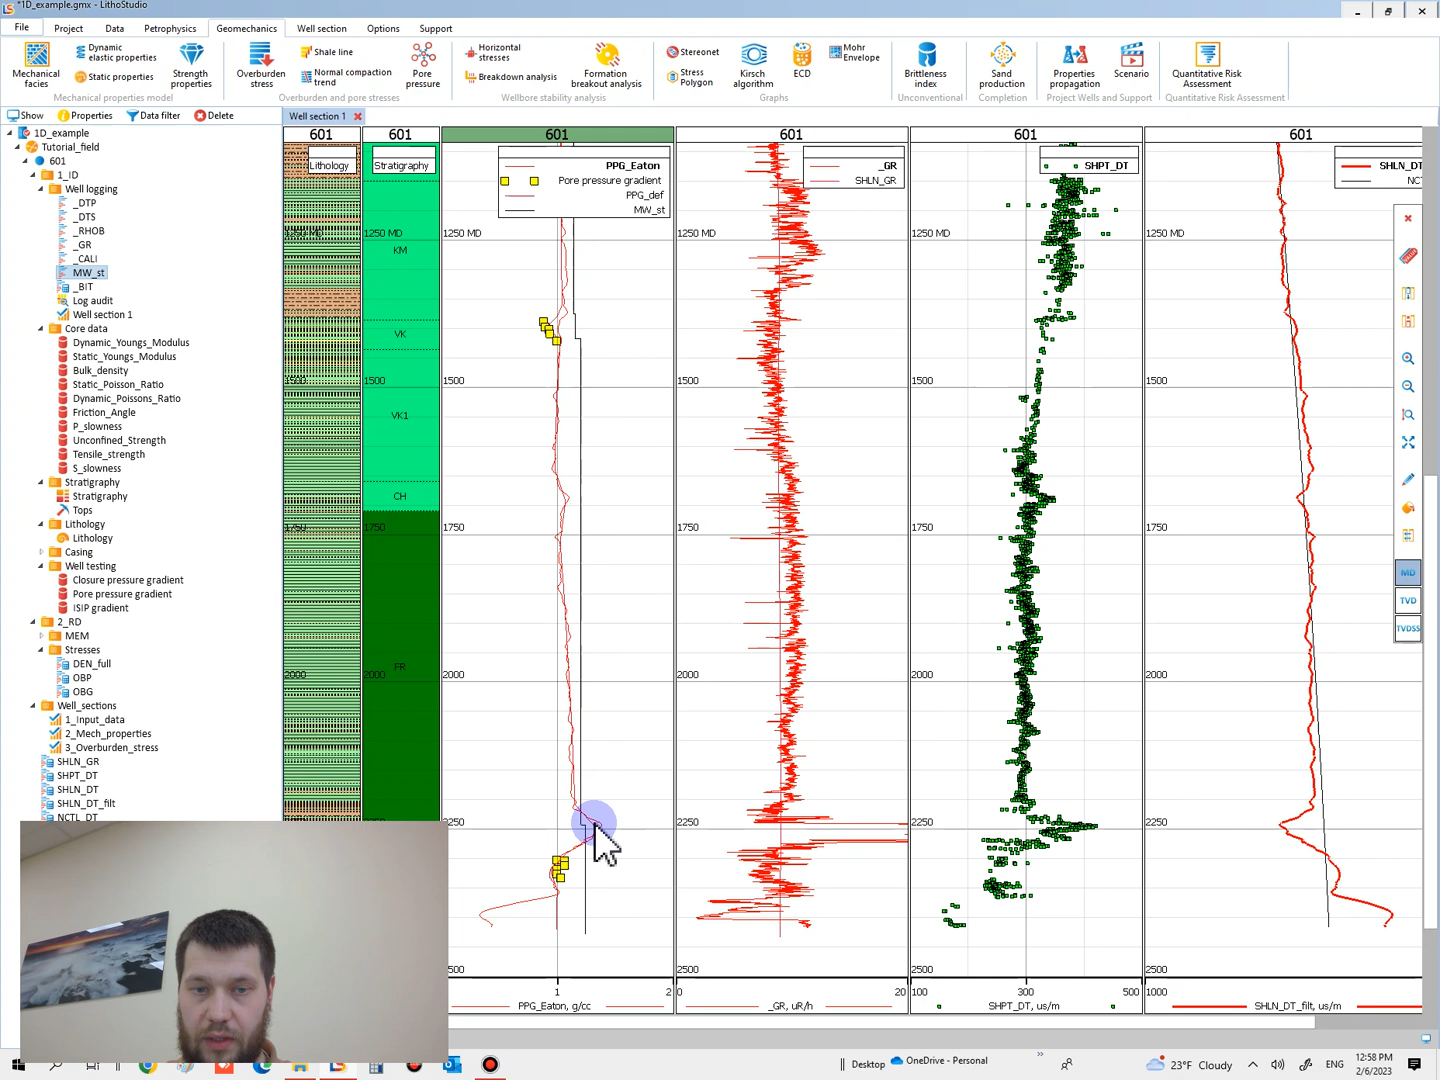 *1D_example.gmx - LithoStudio
File Project Data Petrophysics Geomechanics Well section Options Support
Mechanical facies
Dynamic elastic properties
Static properties
Strength properties
Mechanical properties model
Overburden stress
Shale line
Normal compaction trend
Pore pressure
Overburden and pore stresses
Horizontal stresses
Breakdown analysis
Formation breakout analysis
Wellbore stability analysis
Stereonet
Stress Polygon
Kirsch algorithm
ECD
Mohr Envelope
Graphs
Brittleness index
Unconventional
Sand production
Completion
Properties propagation
Scenario
Project Wells and Support
Quantitative Risk Assessment
Quantitative Risk Assessment
Show Properties Data filter Delete
Well section 1
1D_example
Tutorial_field
601
1_ID
Well logging
_DTP
_DTS
_RHOB
_GR
_CALI
MW_st
_BIT
Log audit
Well section 1
Core data
Dynamic_Youngs_Modulus
Static_Youngs_Modulus
Bulk_density
Static_Poisson_Ratio
Dynamic_Poissons_Ratio
Friction_Angle
P_slowness
Unconfined_Strength
Tensile_strength
S_slowness
Stratigraphy
Stratigraphy
Tops
Lithology
Lithology
Casing
Well testing
Closure pressure gradient
Pore pressure gradient
ISIP gradient
2_RD
MEM
Stresses
DEN_full
OBP
OBG
Well_sections
1_Input_data
2_Mech_properties
3_Overburden_stress
SHLN_GR
SHPT_DT
SHLN_DT
SHLN_DT_filt
NCTL_DT
601 601 601 601 601 601
Lithology
Stratigraphy
PPG_Eaton
Pore pressure gradient
PPG_def
MW_st
_GR
SHLN_GR
SHPT_DT
SHLN_DT
NCT
1250 MD 1250 MD 1250 MD 1250 MD 1250 MD
KM
VK
1500 1500 1500 1500 1500
VK1
CH
1750 1750 1750 1750 1750 1750
FR
2000 2000 2000 2000 2000 2000
2250 2250 2250 2250
500 2500 2500 2500
1 2 0 20 100 300 500 1000
PPG_Eaton, g/cc
_GR, uR/h
SHPT_DT, us/m
SHLN_DT_filt, us/m
MD
TVD
TVDSS
Desktop
OneDrive - Personal
23°F Cloudy
ENG
12:58 PM
2/6/2023